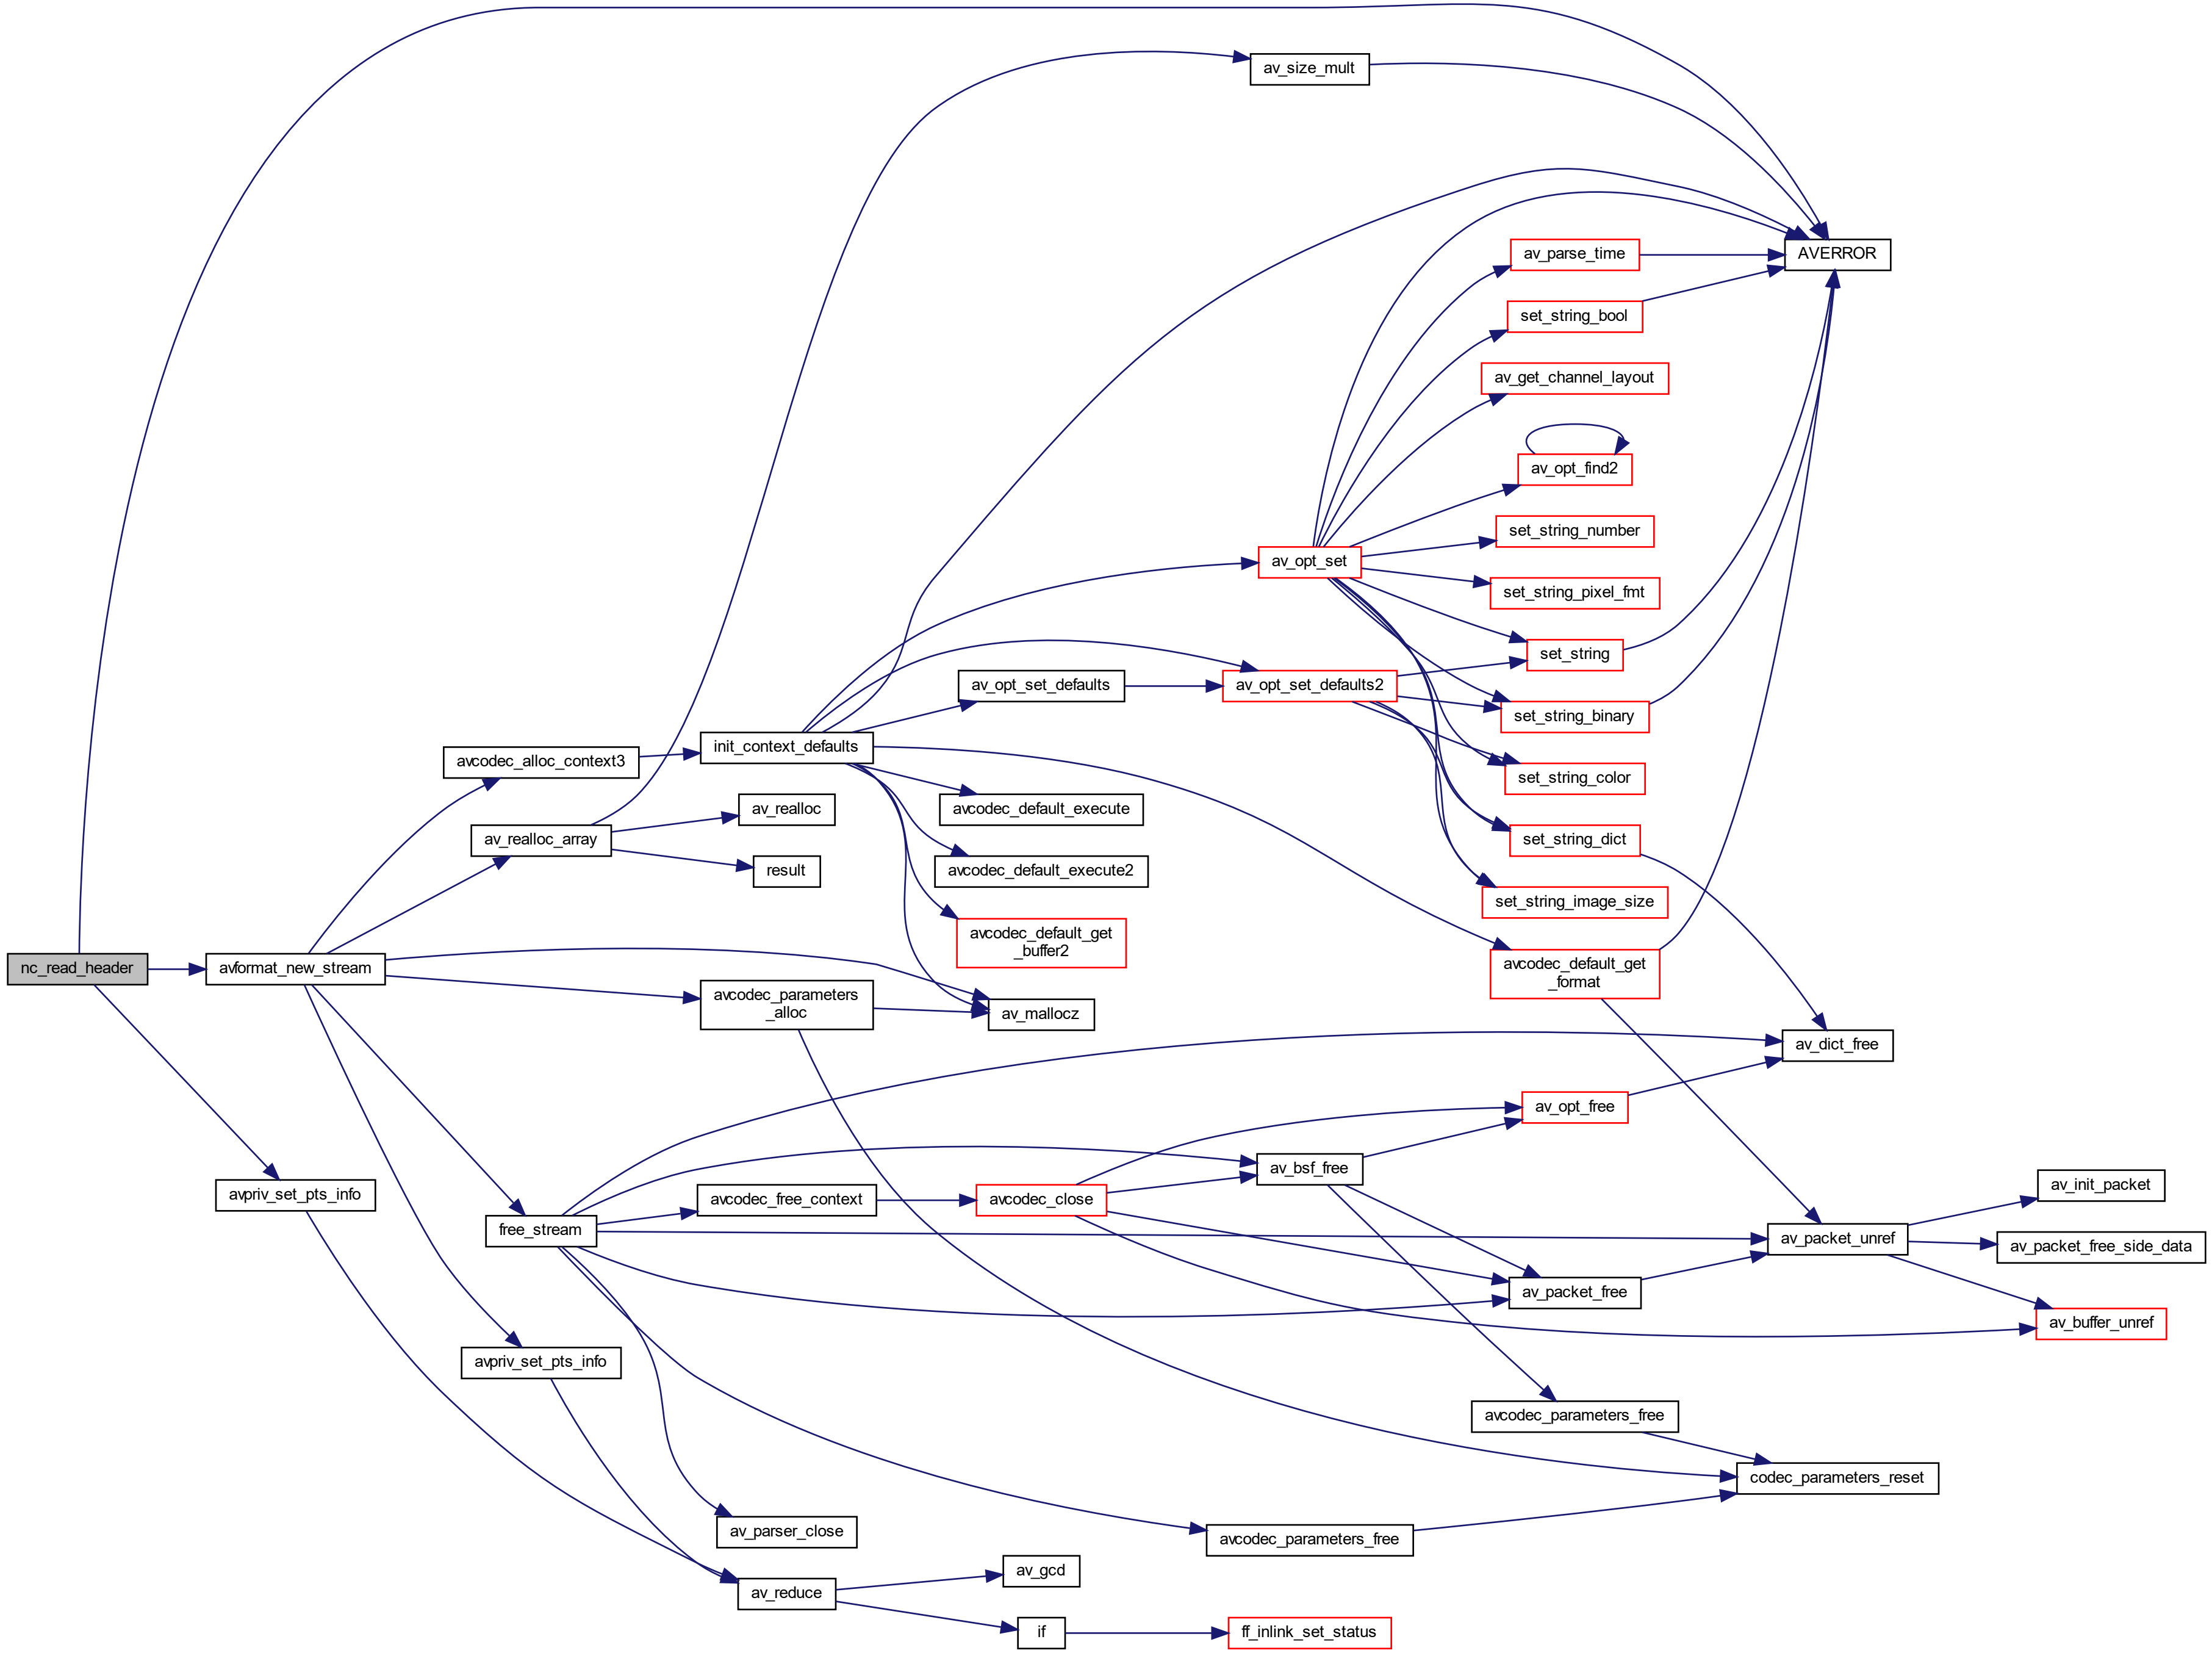 av_size_mult
av_parse_time
AVERROR
set_string_bool
av_get_channel_layout
av_opt_find2
set_string_number
av_opt_set
set_string_pixel_fmt
set_string
av_opt_set_defaults
av_opt_set_defaults2
set_string_binary
init_context_defaults
avcodec_alloc_context3
set_string_color
av_realloc
avcodec_default_execute
av_realloc_array
set_string_dict
result
avcodec_default_execute2
set_string_image_size
avcodec_default_get
_buffer2
nc_read_header
avformat_new_stream
avcodec_default_get
_format
avcodec_parameters
_alloc
av_mallocz
av_dict_free
av_opt_free
av_bsf_free
av_init_packet
avpriv_set_pts_info
avcodec_free_context
avcodec_close
free_stream
av_packet_unref
av_packet_free_side_data
av_packet_free
av_buffer_unref
avpriv_set_pts_info
avcodec_parameters_free
codec_parameters_reset
av_parser_close
avcodec_parameters_free
av_gcd
av_reduce
if
ff_inlink_set_status